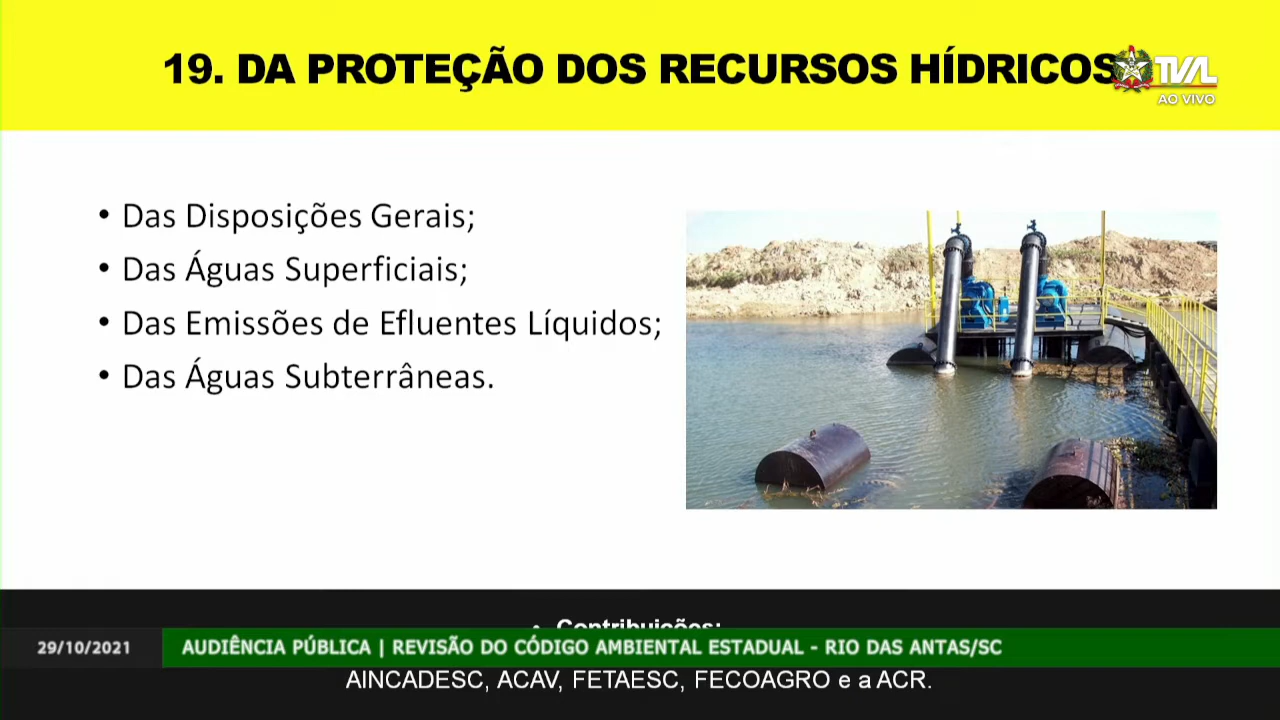 19. DA PROTEÇÃO DOS RECURSOS HÍDRICOS
TVAL
AO VIVO
• Das Disposições Gerais;
• Das Águas Superficiais;
• Das Emissões de Efluentes Líquidos;
• Das Águas Subterrâneas.
• Contribuições:
29/10/2021
AUDIÊNCIA PÚBLICA | REVISÃO DO CÓDIGO AMBIENTAL ESTADUAL - RIO DAS ANTAS/SC
AINCADESC, ACAV, FETAESC, FECOAGRO e a ACR.